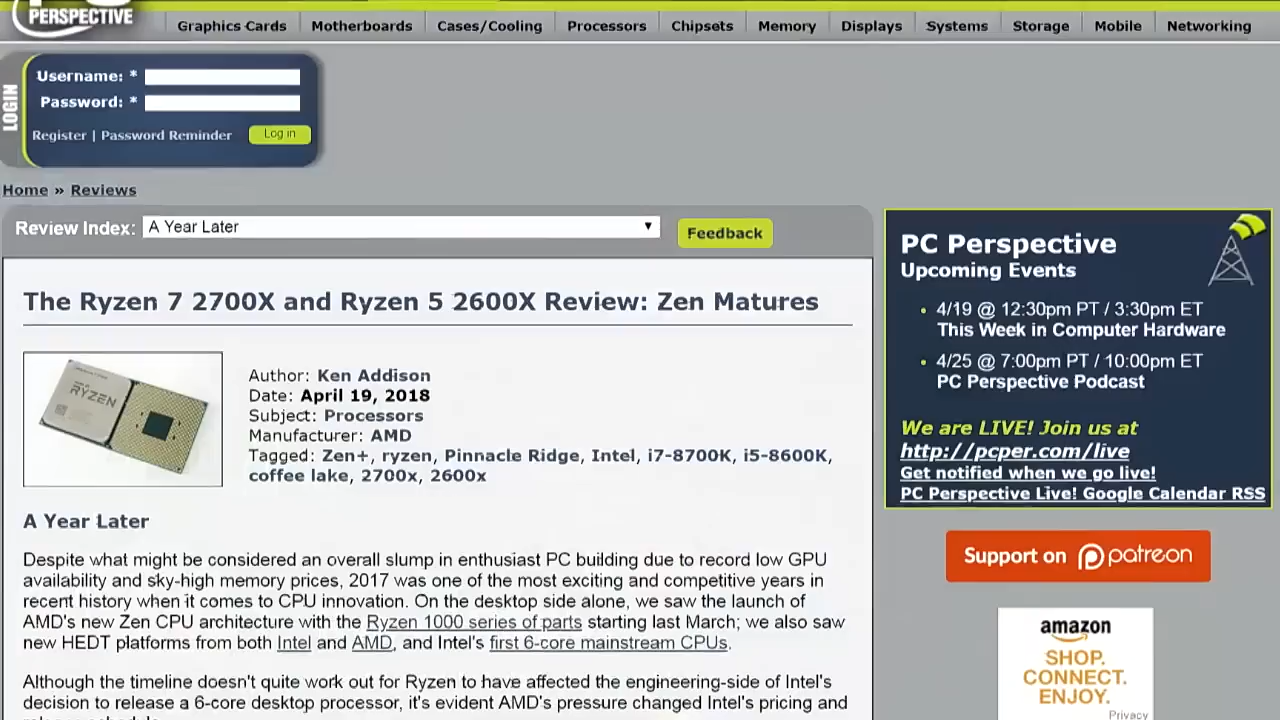 PERSPECTIVE
Graphics Cards Motherboards Cases/Cooling Processors Chipsets Memory Displays Systems Storage Mobile Networking
LOGIN
Username: *
Password: *
Register | Password Reminder Log in
Home » Reviews
Review Index: A Year Later Feedback
The Ryzen 7 2700X and Ryzen 5 2600X Review: Zen Matures
RYZEN
Author: Ken Addison
Date: April 19, 2018
Subject: Processors
Manufacturer: AMD
Tagged: Zen+, ryzen, Pinnacle Ridge, Intel, i7-8700K, i5-8600K,
coffee lake, 2700x, 2600x
A Year Later
Despite what might be considered an overall slump in enthusiast PC building due to record low GPU
availability and sky-high memory prices, 2017 was one of the most exciting and competitive years in
recent history when it comes to CPU innovation. On the desktop side alone, we saw the launch of
AMD's new Zen CPU architecture with the Ryzen 1000 series of parts starting last March; we also saw
new HEDT platforms from both Intel and AMD, and Intel's first 6-core mainstream CPUs.
Although the timeline doesn't quite work out for Ryzen to have affected the engineering-side of Intel's
decision to release a 6-core desktop processor, it's evident AMD's pressure changed Intel's pricing and
PC Perspective
Upcoming Events
• 4/19 @ 12:30pm PT / 3:30pm ET
This Week in Computer Hardware
• 4/25 @ 7:00pm PT / 10:00pm ET
PC Perspective Podcast
We are LIVE! Join us at
http://pcper.com/live
Get notified when we go live!
PC Perspective Live! Google Calendar RSS
Support on patreon
amazon
SHOP.
CONNECT.
ENJOY.
Privacy